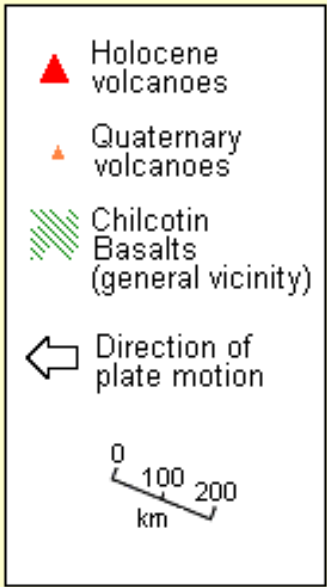 Holocene
volcanoes
Quaternary
volcanoes
Chilcotin
Basalts
(general vicinity)
Direction of
plate motion
0
100
200
km